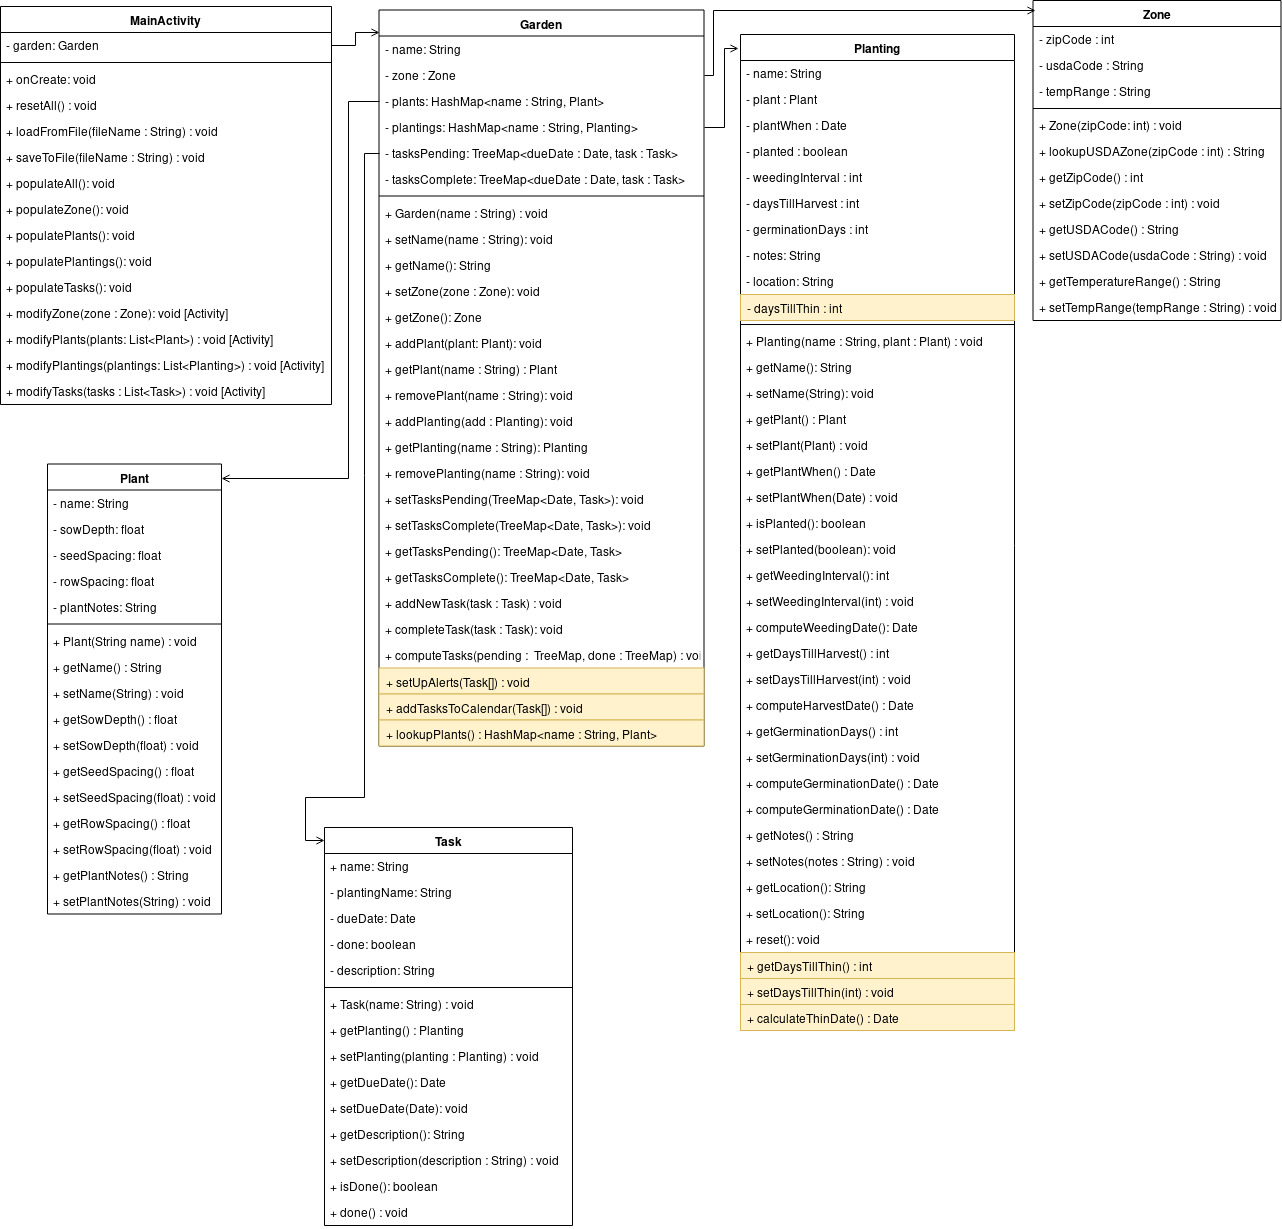 MainActivity
- garden: Garden
+ onCreate: void
+ resetAll() : void
+ loadFromFile(fileName : String) : void
+ saveToFile(fileName : String) : void
+ populateAll(): void
+ populateZone(): void
+ populatePlants(): void
+ populatePlantings(): void
+ populateTasks(): void
+ modifyZone(zone : Zone): void [Activity]
+ modifyPlants(plants: List<Plant>) : void [Activity]
+ modifyPlantings(plantings: List<Planting>) : void [Activity]
+ modifyTasks(tasks : List<Task>) : void [Activity]
Garden
- name: String
- zone : Zone
- plants: HashMap<name : String, Plant>
- plantings: HashMap<name : String, Planting>
- tasksPending: TreeMap<dueDate : Date, task : Task>
- tasksComplete: TreeMap<dueDate : Date, task : Task>
+ Garden(name : String) : void
+ setName(name : String): void
+ getName(): String
+ setZone(zone : Zone): void
+ getZone(): Zone
+ addPlant(plant: Plant): void
+ getPlant(name : String) : Plant
+ removePlant(name : String): void
+ addPlanting(add : Planting): void
+ getPlanting(name : String): Planting
+ removePlanting(name : String): void
+ setTasksPending(TreeMap<Date, Task>): void
+ setTasksComplete(TreeMap<Date, Task>): void
+ getTasksPending(): TreeMap<Date, Task>
+ getTasksComplete(): TreeMap<Date, Task>
+ addNewTask(task : Task) : void
+ completeTask(task : Task): void
+ computeTasks(pending : TreeMap, done : TreeMap) : voi
+ setUpAlerts(Task[]) : void
+ addTasksToCalendar(Task[]) : void
+ lookupPlants() : HashMap<name : String, Plant>
Planting
- name: String
- plant : Plant
- plantWhen : Date
- planted : boolean
- weedingInterval : int
- daysTillHarvest : int
- germinationDays : int
- notes: String
- location: String
- daysTillThin : int
+ Planting(name : String, plant : Plant) : void
+ getName(): String
+ setName(String): void
+ getPlant() : Plant
+ setPlant(Plant) : void
+ getPlantWhen() : Date
+ setPlantWhen(Date) : void
+ isPlanted(): boolean
+ setPlanted(boolean): void
+ getWeedingInterval(): int
+ setWeedingInterval(int) : void
+ computeWeedingDate(): Date
+ getDaysTillHarvest() : int
+ setDaysTillHarvest(int) : void
+ computeHarvestDate() : Date
+ getGerminationDays() : int
+ setGerminationDays(int) : void
+ computeGerminationDate() : Date
+ computeGerminationDate() : Date
+ getNotes() : String
+ setNotes(notes : String) : void
+ getLocation(): String
+ setLocation(): String
+ reset(): void
+ getDaysTillThin() : int
+ setDaysTillThin(int) : void
+ calculateThinDate() : Date
Zone
- zipCode : int
- usdaCode : String
- tempRange : String
+ Zone(zipCode: int) : void
+ lookupUSDAZone(zipCode : int) : String
+ getZipCode() : int
+ setZipCode(zipCode : int) : void
+ getUSDACode() : String
+ setUSDACode(usdaCode : String) : void
+ getTemperatureRange() : String
+ setTempRange(tempRange : String) : void
Plant
- name: String
- sowDepth: float
- seedSpacing: float
- rowSpacing: float
- plantNotes: String
+ Plant(String name) : void
+ getName() : String
+ setName(String) : void
+ getSowDepth() : float
+ setSowDepth(float) : void
+ getSeedSpacing() : float
+ setSeedSpacing(float) : void
+ getRowSpacing() : float
+ setRowSpacing(float) : void
+ getPlantNotes() : String
+ setPlantNotes(String) : void
Task
+ name: String
- plantingName: String
- dueDate: Date
- done: boolean
- description: String
+ Task(name: String) : void
+ getPlanting() : Planting
+ setPlanting(planting : Planting) : void
+ getDueDate(): Date
+ setDueDate(Date): void
+ getDescription(): String
+ setDescription(description : String) : void
+ isDone(): boolean
+ done() : void